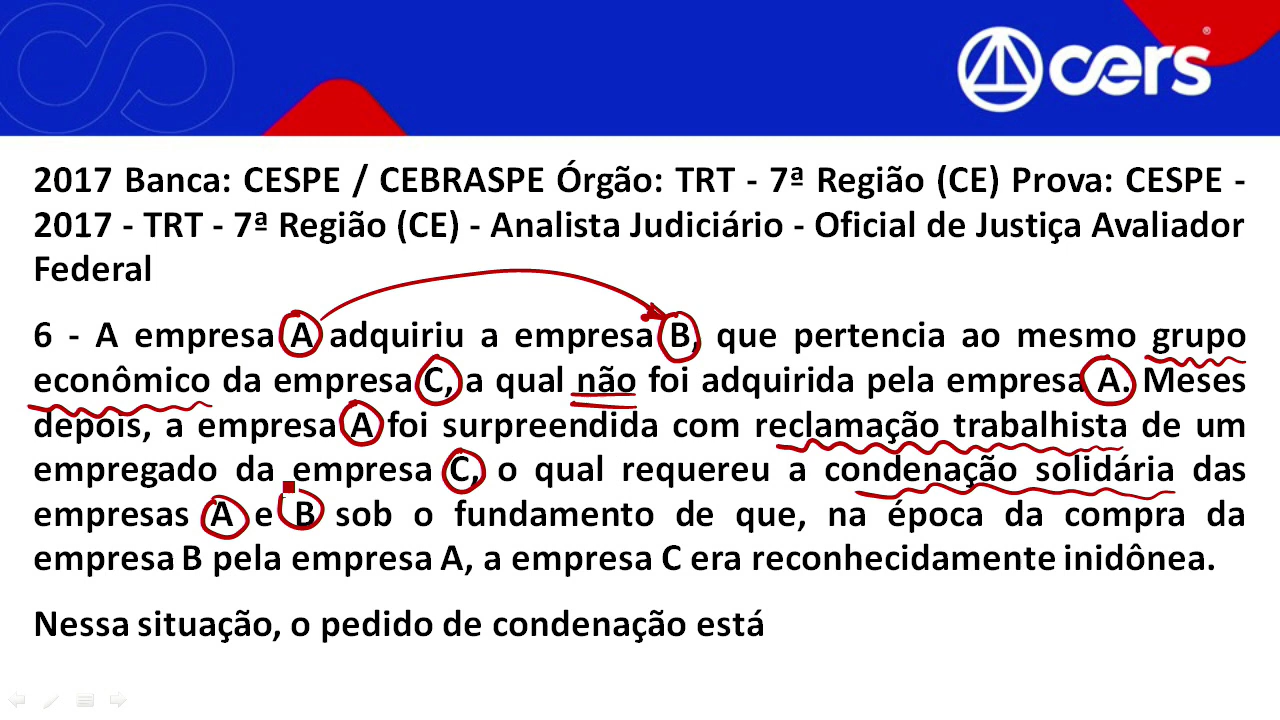 cers®
2017 Banca: CESPE / CEBRASPE Órgão: TRT - 7ª Região (CE) Prova: CESPE -
2017 - TRT - 7ª Região (CE) - Analista Judiciário - Oficial de Justiça Avaliador
Federal
6 - A empresa A adquiriu a empresa B, que pertencia ao mesmo grupo
econômico da empresa C, a qual não foi adquirida pela empresa A. Meses
depois, a empresa A foi surpreendida com reclamação trabalhista de um
empregado da empresa C, o qual requereu a condenação solidária das
empresas A e B sob o fundamento de que, na época da compra da
empresa B pela empresa A, a empresa C era reconhecidamente inidônea.
Nessa situação, o pedido de condenação está